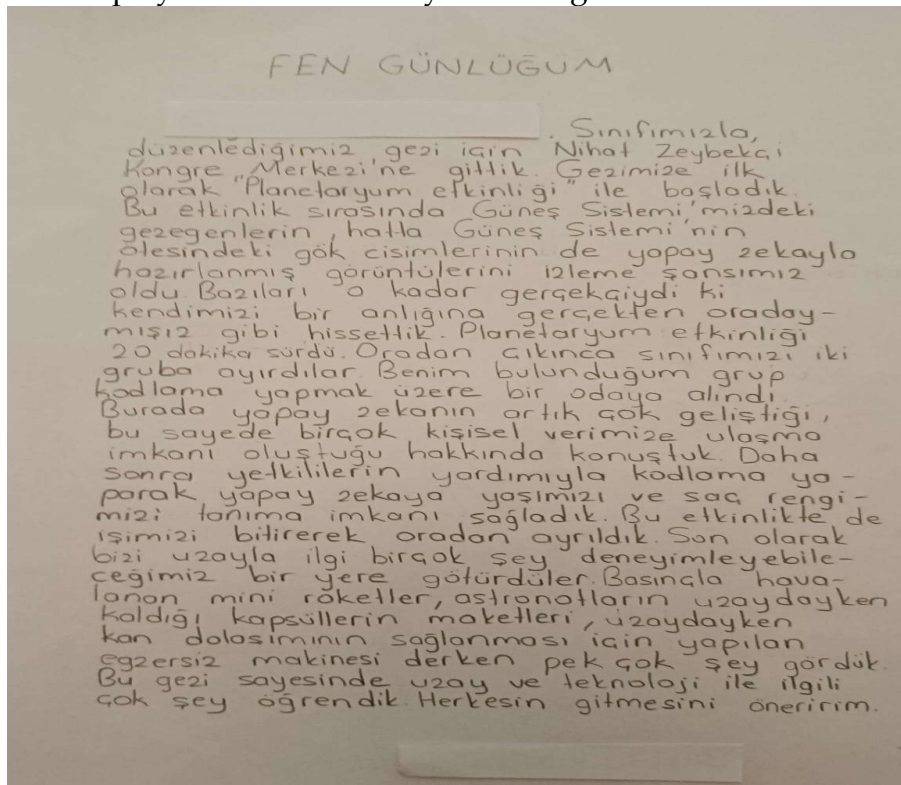 FEN GÜNLÜĞÜM
. Sınıfımızla,
düzenlediğimiz gezi için Nihat Zeybekçi
Kongre Merkezi'ne gittik. Gezimize ilk
olarak "Planetaryum etkinliği" ile başladık.
Bu etkinlik sırasında Güneş Sistemi'mizdeki
gezegenlerin, hatta Güneş Sistemi'nin
ötesindeki gök cisimlerinin de yapay zekayla
hazırlanmış görüntülerini izleme şansımız
oldu. Bazıları o kadar gerçekçiydi ki
kendimizi bir anlığına gerçekten oraday-
mışız gibi hissettik. Planetaryum etkinliği
20 dakika sürdü. Oradan çıkınca sınıfımızı iki
gruba ayırdılar. Benim bulunduğum grup
kodlama yapmak üzere bir odaya alındı.
Burada yapay zekanın artık çok geliştiği,
bu sayede birçok kişisel verimize ulaşma
imkanı oluştuğu hakkında konuştuk. Daha
sonra yetkililerin yardımıyla kodlama ya-
parak yapay zekaya yaşımızı ve saç rengi-
mizi tanıma imkanı sağladık. Bu etkinlikte de
işimizi bitirerek oradan ayrıldık. Son olarak
bizi uzayla ilgi birçok şey deneyimleyebile-
ceğimiz bir yere götürdüler. Basınçla hava-
lanan mini roketler, astronotların uzaydayken
kaldığı kapsüllerin maketleri, uzaydayken
kan dolaşımının sağlanması için yapılan
egzersiz makinesi derken pek çok şey gördük.
Bu gezi sayesinde uzay ve teknoloji ile ilgili
çok şey öğrendik. Herkesin gitmesini öneririm.